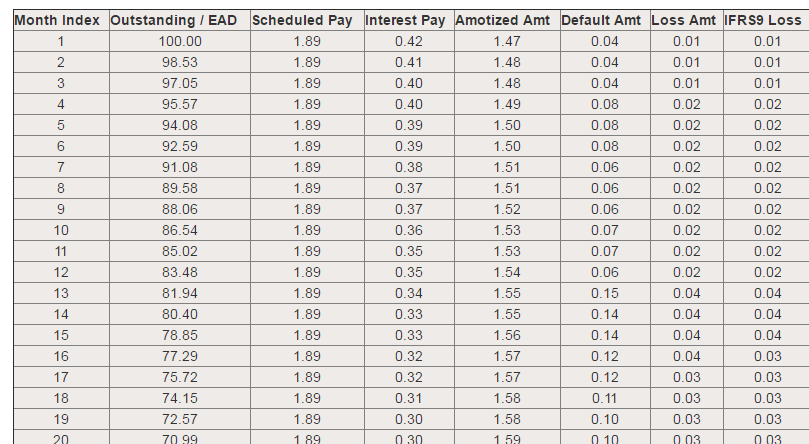 Month Index Outstanding / EAD Scheduled Pay Interest Pay Amotized Amt Default Amt Loss Amt IFRS9 Loss
1 100.00 1.89 0.42 1.47 0.04 0.01 0.01
2 98.53 1.89 0.41 1.48 0.04 0.01 0.01
3 97.05 1.89 0.40 1.48 0.04 0.01 0.01
4 95.57 1.89 0.40 1.49 0.08 0.02 0.02
5 94.08 1.89 0.39 1.50 0.08 0.02 0.02
6 92.59 1.89 0.39 1.50 0.08 0.02 0.02
7 91.08 1.89 0.38 1.51 0.06 0.02 0.02
8 89.58 1.89 0.37 1.51 0.06 0.02 0.02
9 88.06 1.89 0.37 1.52 0.06 0.02 0.02
10 86.54 1.89 0.36 1.53 0.07 0.02 0.02
11 85.02 1.89 0.35 1.53 0.07 0.02 0.02
12 83.48 1.89 0.35 1.54 0.06 0.02 0.02
13 81.94 1.89 0.34 1.55 0.15 0.04 0.04
14 80.40 1.89 0.33 1.55 0.14 0.04 0.04
15 78.85 1.89 0.33 1.56 0.14 0.04 0.04
16 77.29 1.89 0.32 1.57 0.12 0.04 0.03
17 75.72 1.89 0.32 1.57 0.12 0.03 0.03
18 74.15 1.89 0.31 1.58 0.11 0.03 0.03
19 72.57 1.89 0.30 1.58 0.10 0.03 0.03
20 70.99 1.89 0.30 1.59 0.10 0.03 0.03